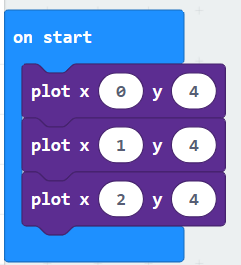 on start
plot x 0 y 4
plot x 1 y 4
plot x 2 y 4